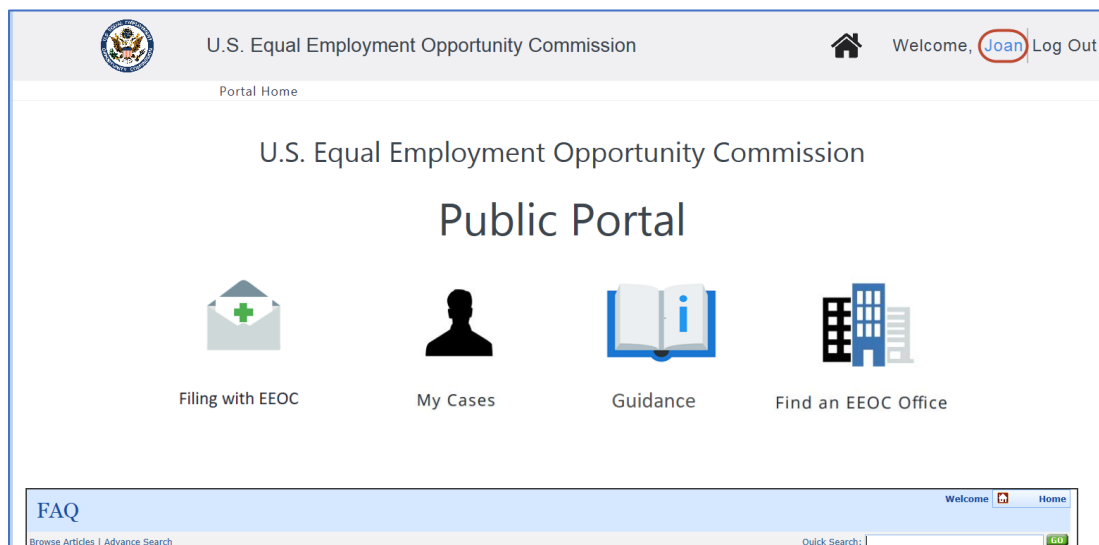 U.S. Equal Employment Opportunity Commission
Welcome, Joan Log Out
Portal Home
U.S. Equal Employment Opportunity Commission
Public Portal
i
Filing with EEOC
My Cases
Guidance
Find an EEOC Office
FAQ
Welcome
Home
Browse Articles | Advance Search
Quick Search:
GO